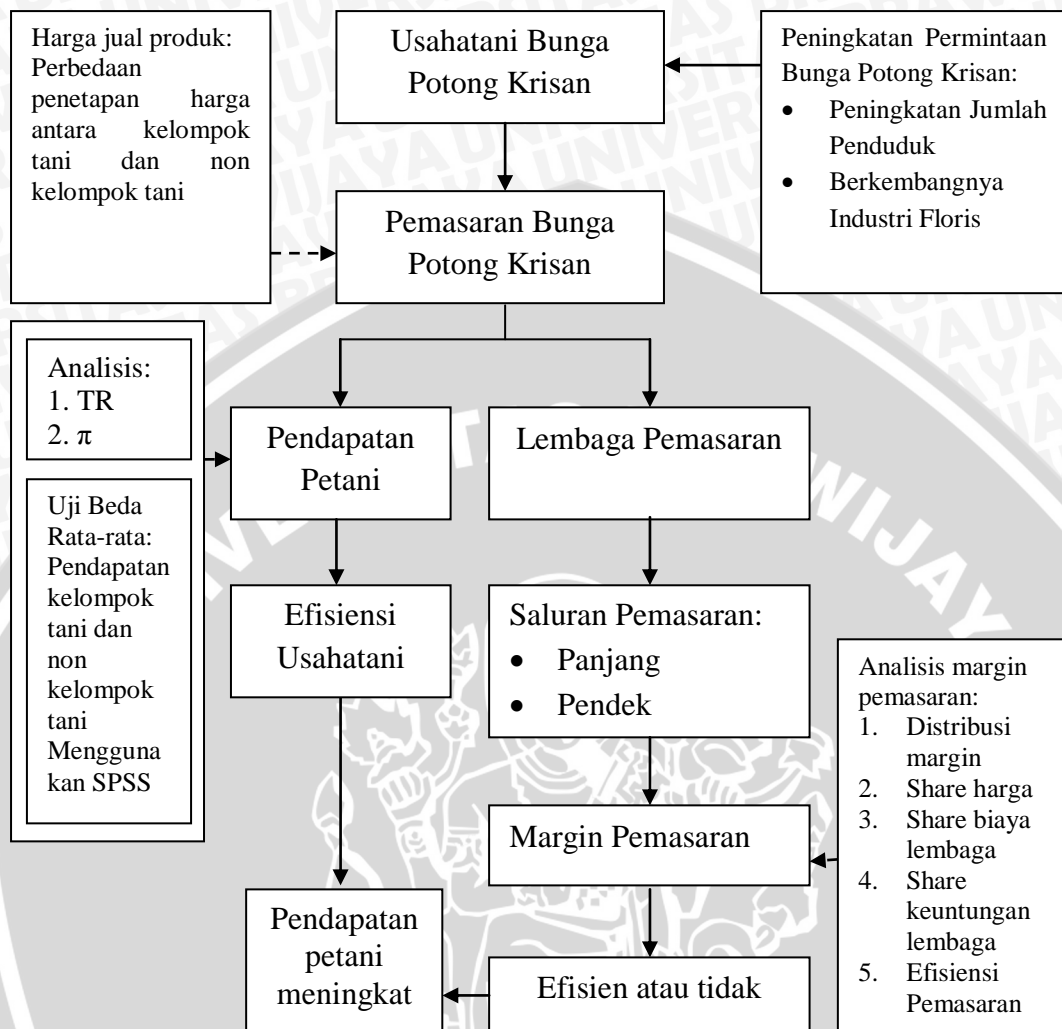 Harga jual produk:
Perbedaan
penetapan harga
antara kelompok
tani dan non
kelompok tani
Usahatani Bunga
Potong Krisan
Peningkatan Permintaan
Bunga Potong Krisan:
• Peningkatan Jumlah
Penduduk
• Berkembangnya
Industri Floris
Pemasaran Bunga
Potong Krisan
Analisis:
1. TR
2. π
Uji Beda
Rata-rata:
Pendapatan
kelompok
tani dan
non
kelompok
tani
Mengguna
kan SPSS
Pendapatan
Petani
Lembaga Pemasaran
Efisiensi
Usahatani
Saluran Pemasaran:
• Panjang
• Pendek
Analisis margin
pemasaran:
1. Distribusi
margin
2. Share harga
3. Share biaya
lembaga
4. Share
keuntungan
lembaga
5. Efisiensi
Pemasaran
Margin Pemasaran
Pendapatan
petani
meningkat
Efisien atau tidak